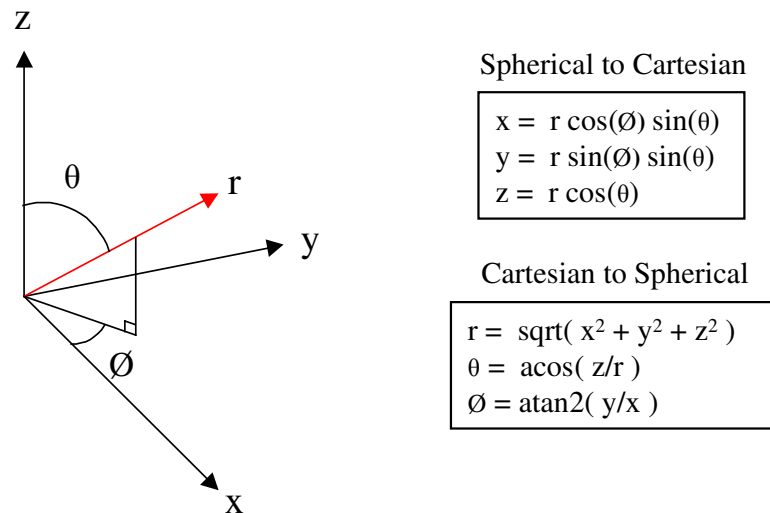 z
θ
r
y
Ø
x
Spherical to Cartesian
x = r cos(Ø) sin(θ)
y = r sin(Ø) sin(θ)
z = r cos(θ)
Cartesian to Spherical
r = sqrt( x² + y² + z² )
θ = acos( z/r )
Ø = atan2( y/x )